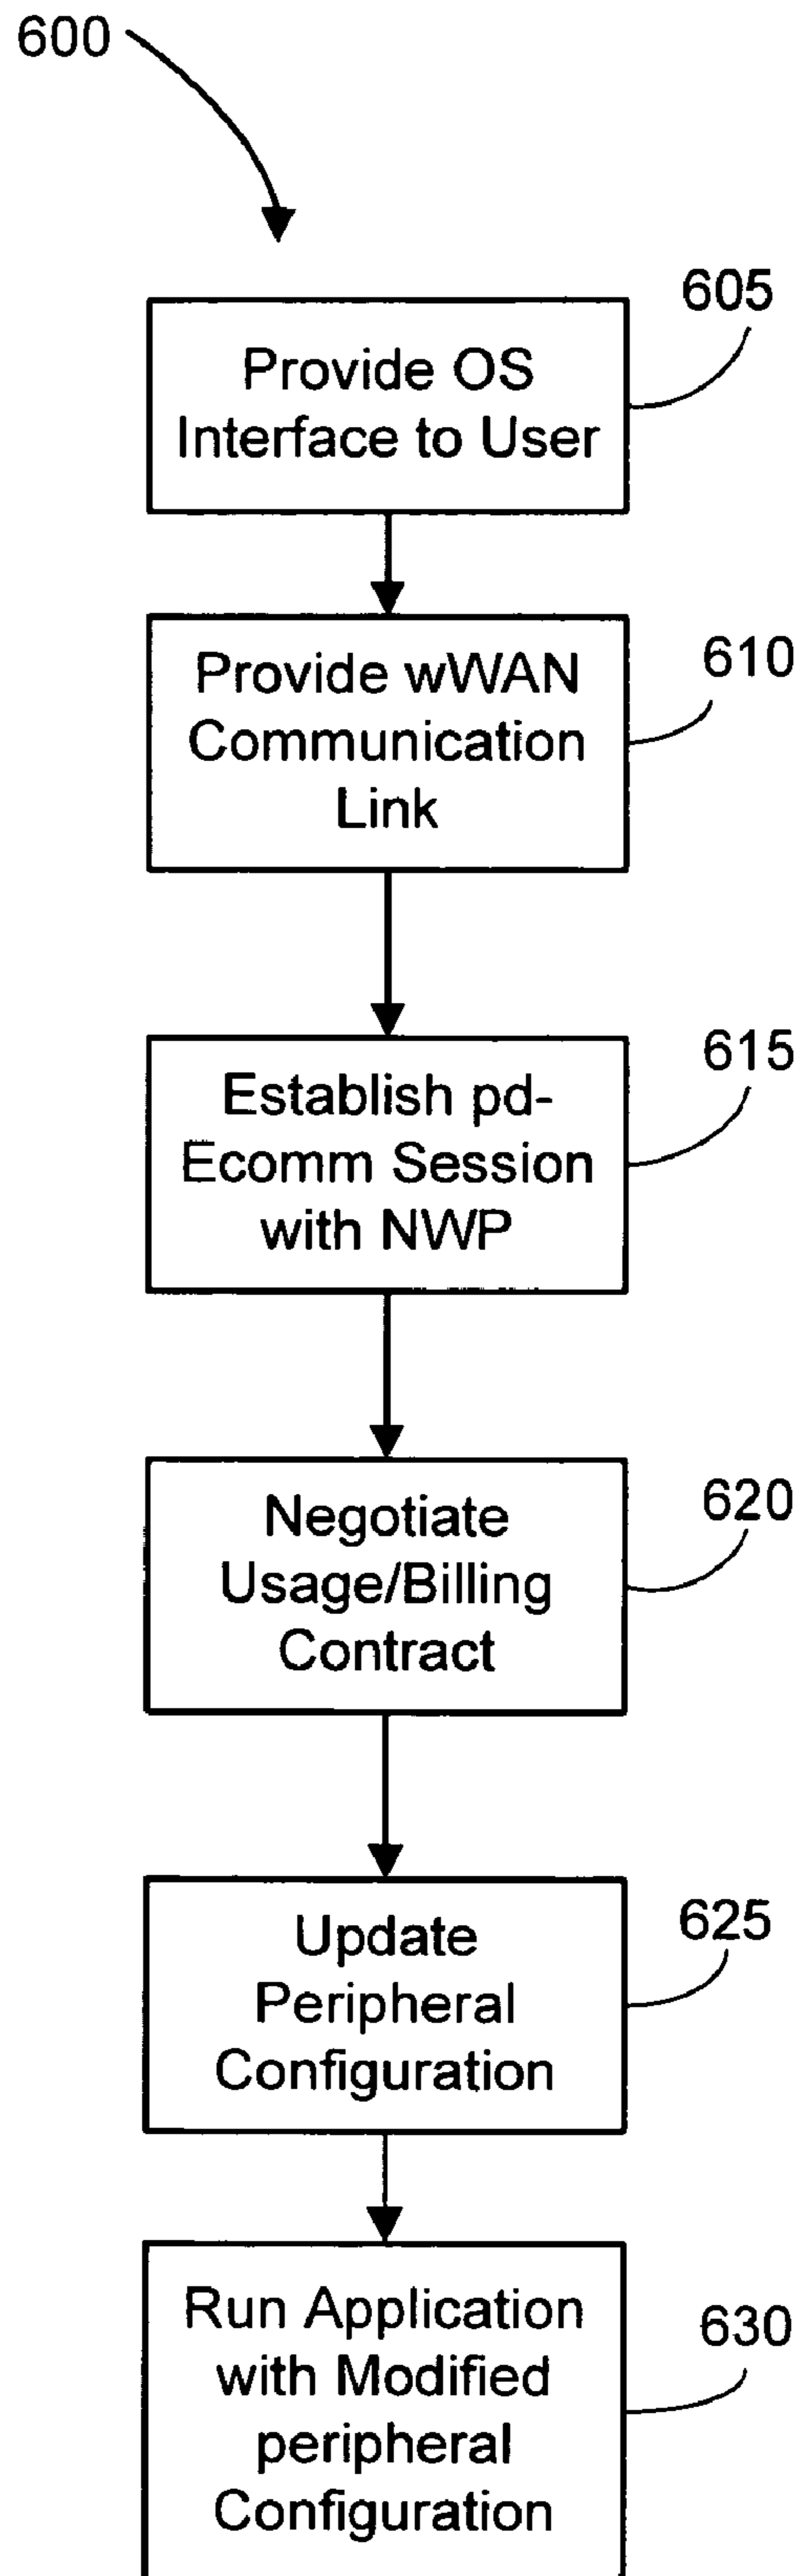 600
605
Provide OS
Interface to User
610
Provide wWAN
Communication
Link
615
Establish pd-
Ecomm Session
with NWP
620
Negotiate
Usage/Billing
Contract
625
Update
Peripheral
Configuration
630
Run Application
with Modified
peripheral
Configuration